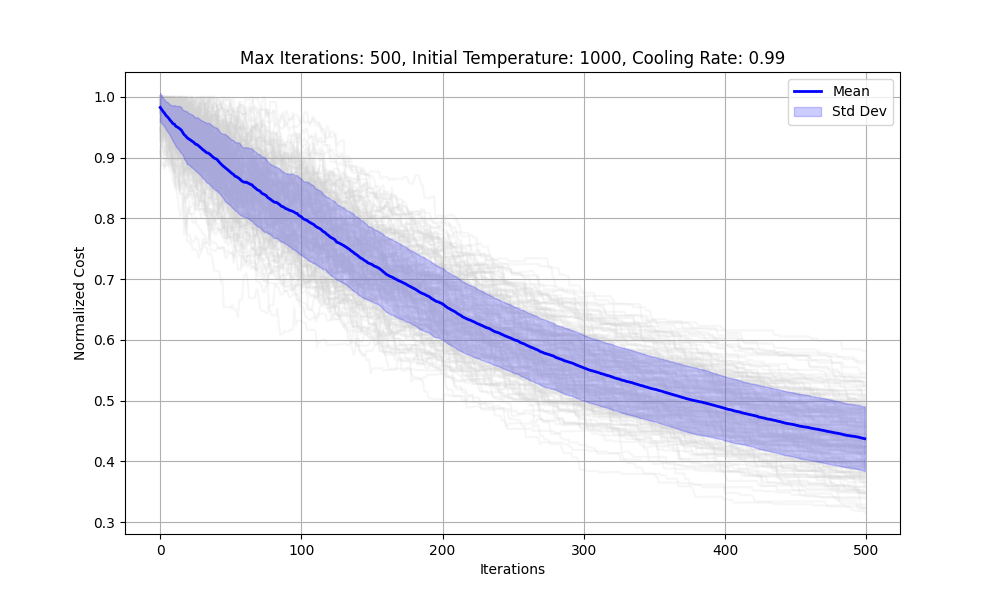 Max Iterations: 500, Initial Temperature: 1000, Cooling Rate: 0.99
Mean
Std Dev
Normalized Cost
1.0
0.9
0.8
0.7
0.6
0.5
0.4
0.3
0 100 200 300 400 500
Iterations